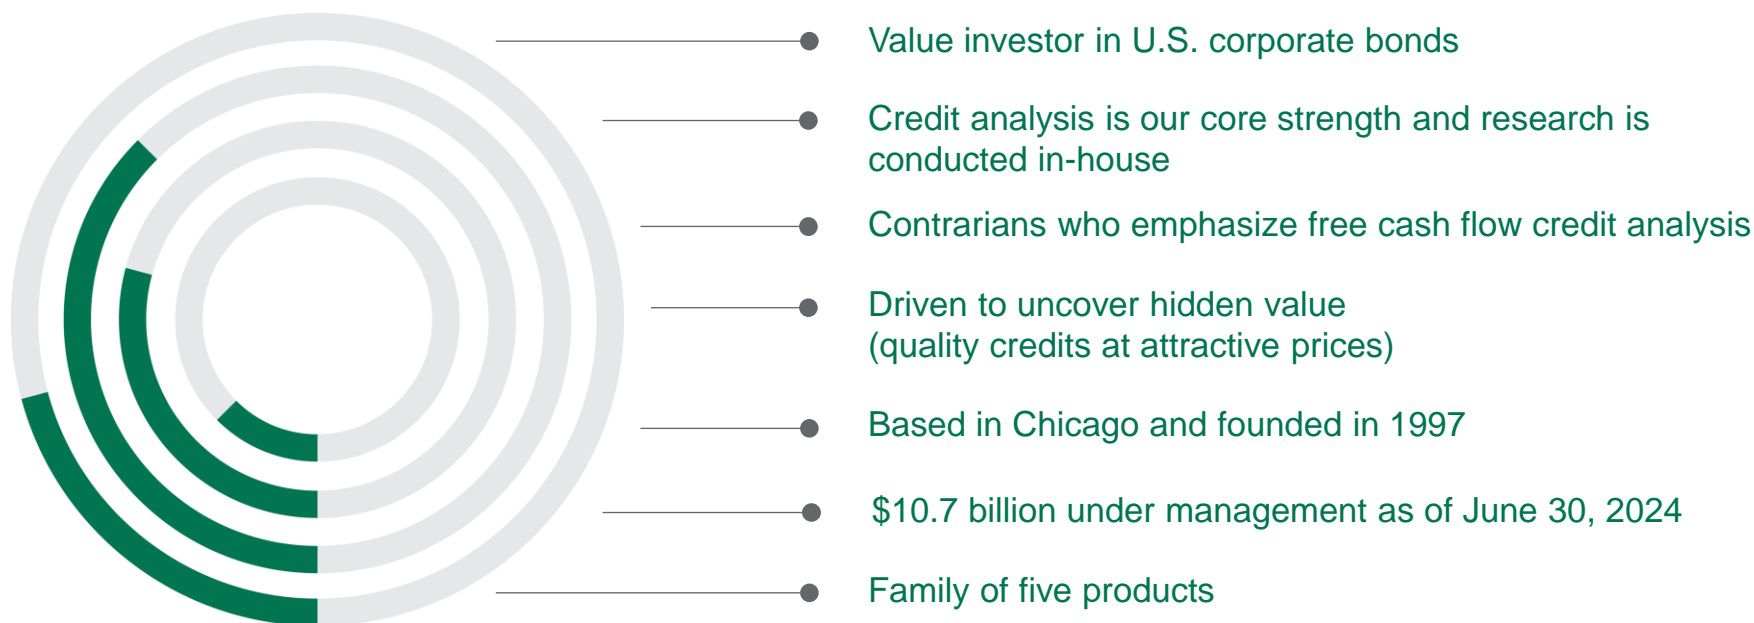 Value investor in U.S. corporate bonds
Credit analysis is our core strength and research is
conducted in-house
Contrarians who emphasize free cash flow credit analysis
Driven to uncover hidden value
(quality credits at attractive prices)
Based in Chicago and founded in 1997
$10.7 billion under management as of June 30, 2024
Family of five products